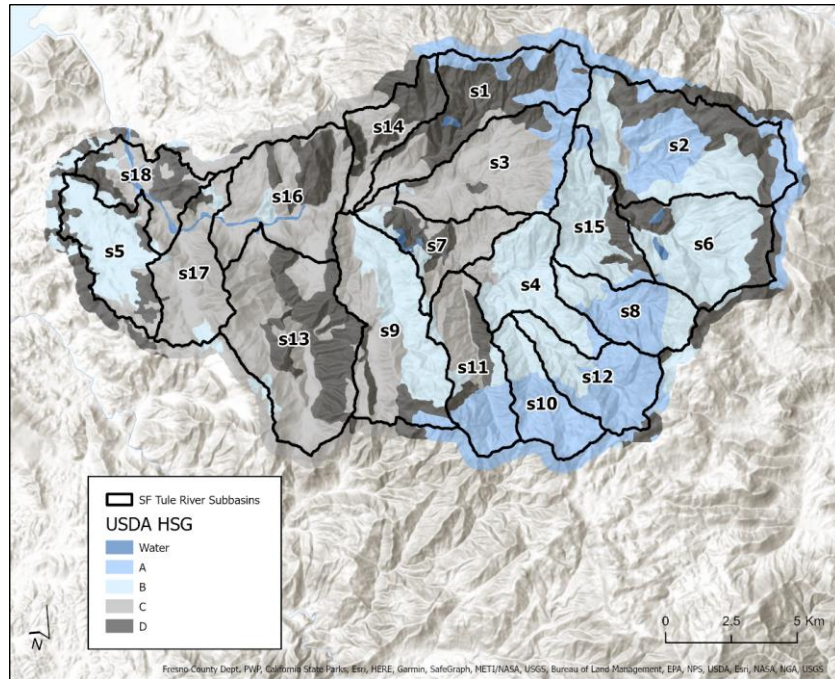 s1
s14
s2
s3
s18
s16
s7
s15
s6
s5
s17
s4
s8
s13
s9
s11
s12
s10
SF Tule River Subbasins
USDA HSG
Water
A
B
C
D
N
0 2.5 5 Km
Fresno County Dept. PWP, California State Parks, Esri, HERE, Garmin, SafeGraph, METI/NASA, USGS, Bureau of Land Management, EPA, NPS, USDA, Esri, NASA, NGA, USGS